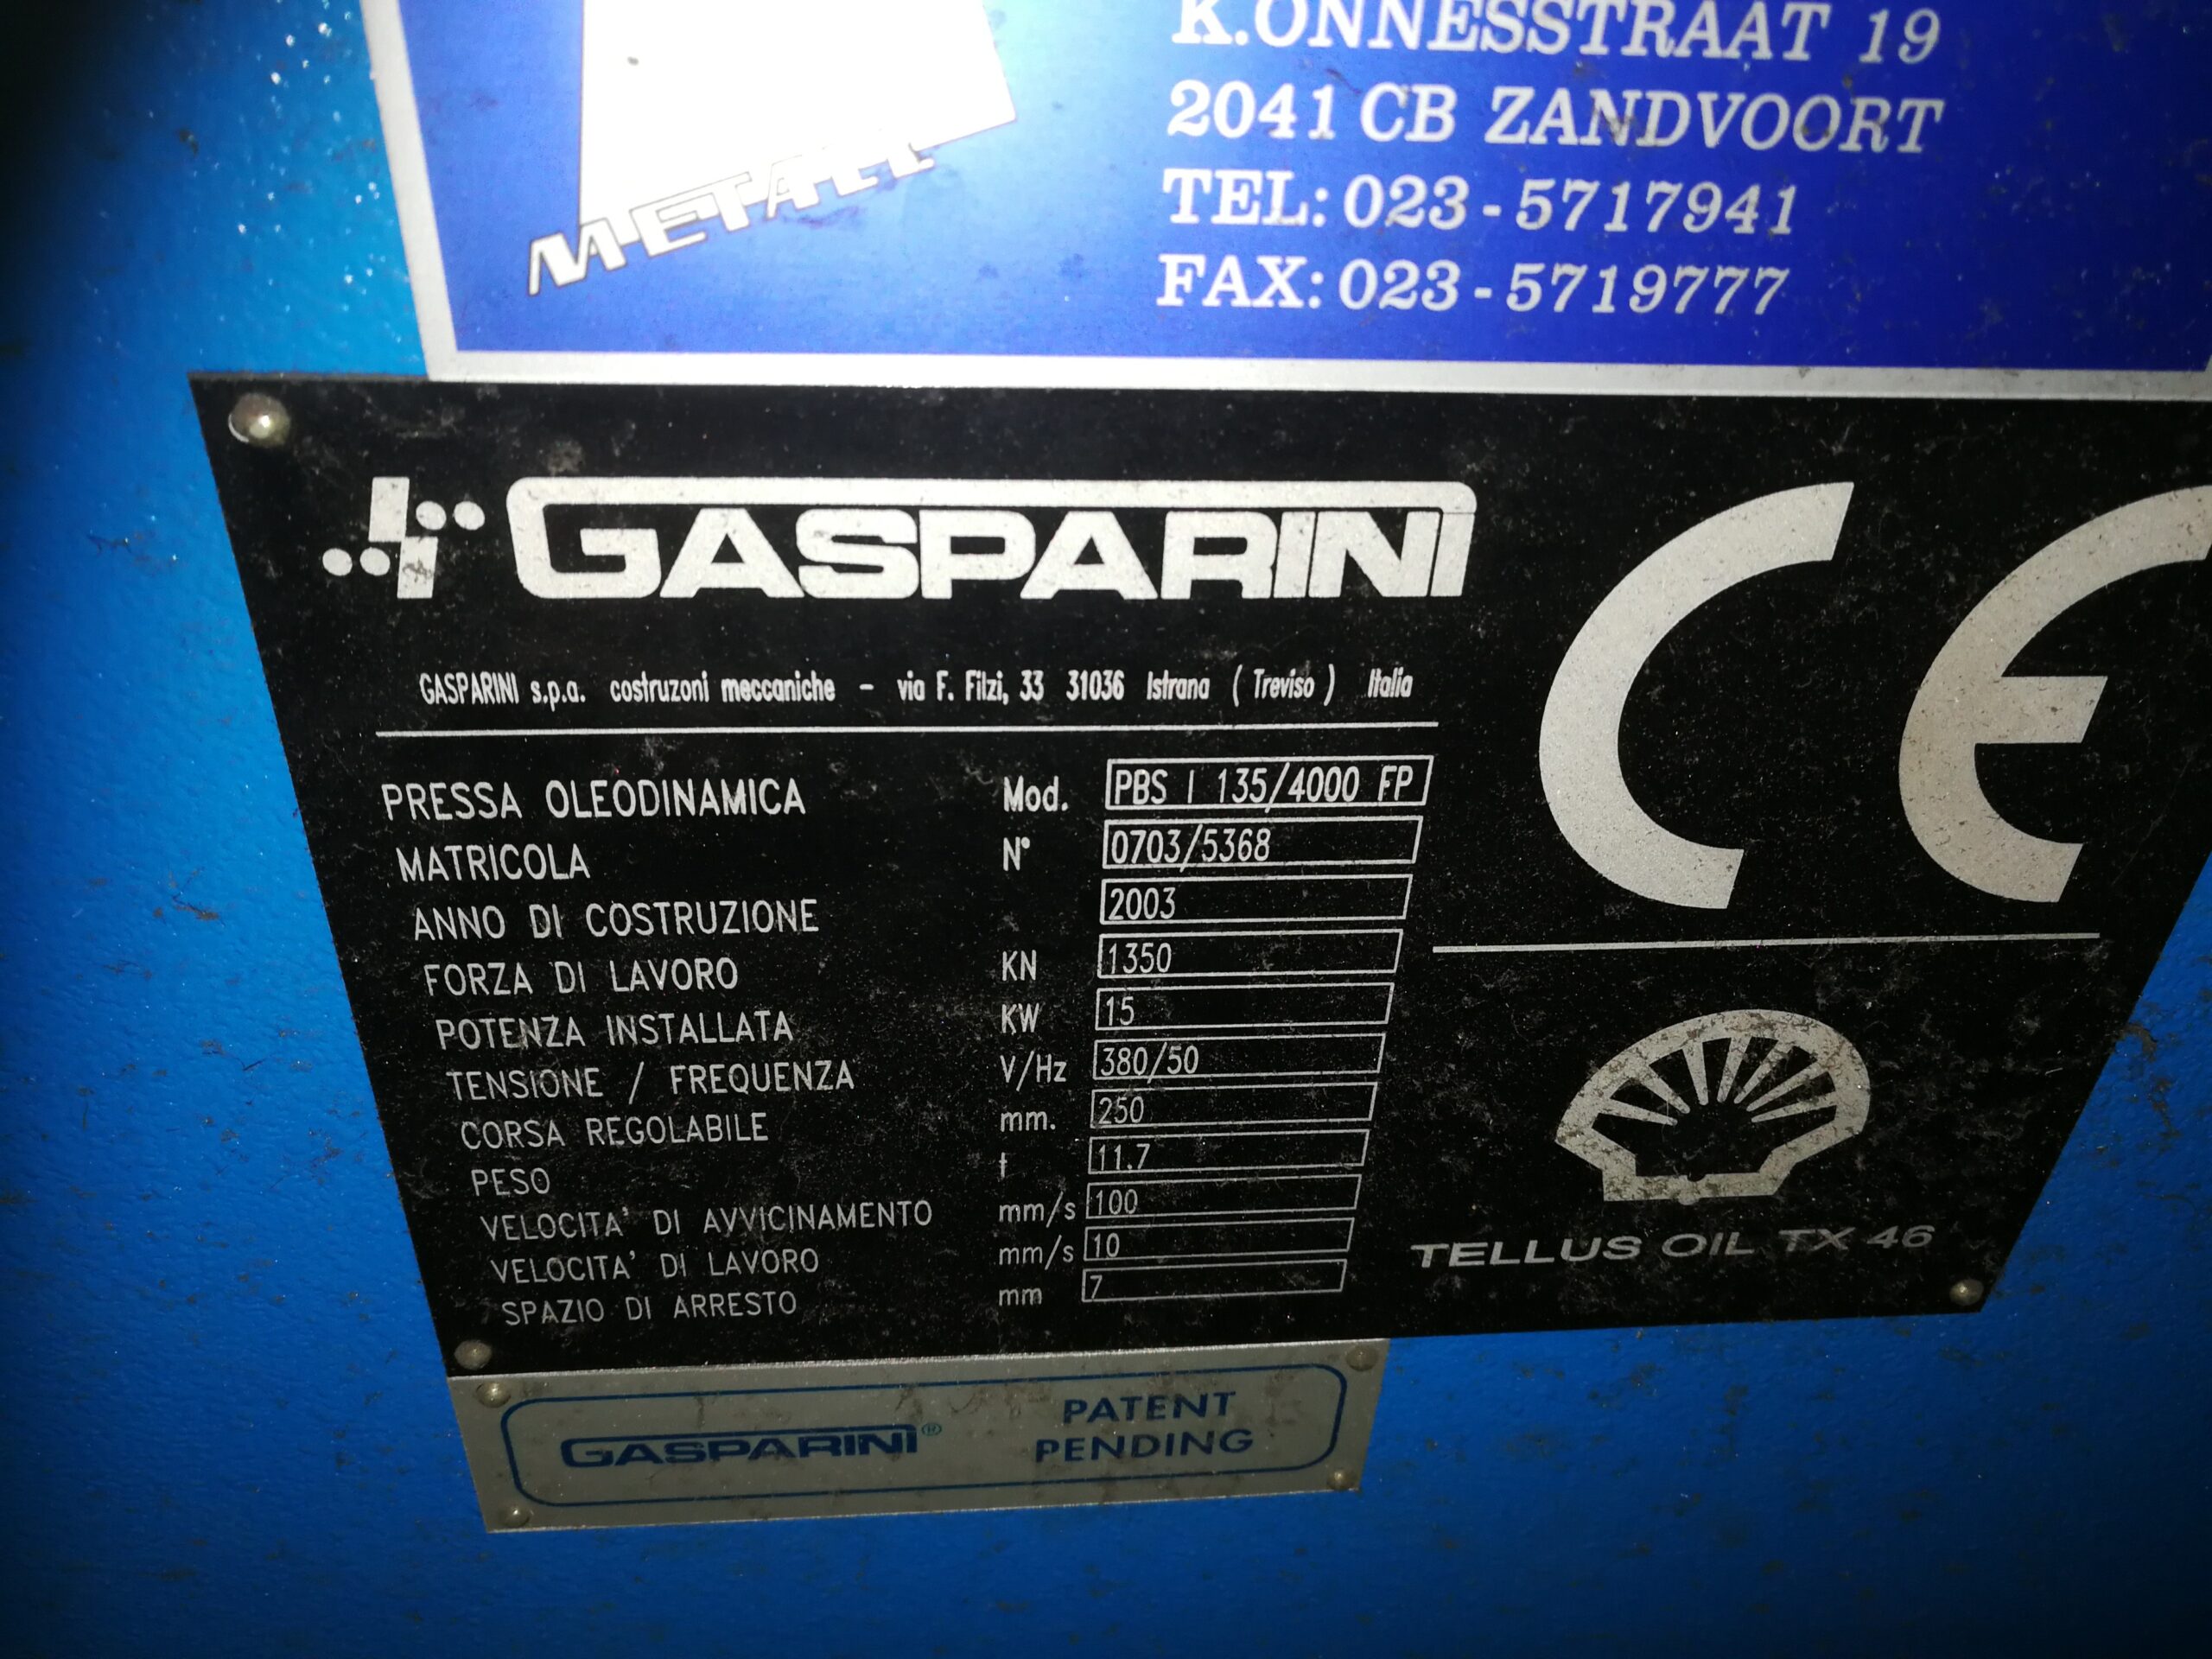 K.ONNESSTRAAT 19
2041 CB ZANDVOORT
TEL: 023 - 5717941
FAX: 023 - 5719777
GASPARINI
CE
GASPARINI s.p.a. costruzoni meccaniche - via F. Filzi, 33 31036 Istrana ( Treviso ) Italia
PRESSA OLEODINAMICA Mod. PBS I 135/4000 FP
MATRICOLA N° 0703/5368
ANNO DI COSTRUZIONE 2003
FORZA DI LAVORO KN 1350
POTENZA INSTALLATA KW 15
TENSIONE / FREQUENZA V/Hz 380/50
CORSA REGOLABILE mm. 250
PESO t 11.7
VELOCITA' DI AVVICINAMENTO mm/s 100
VELOCITA' DI LAVORO mm/s 10
SPAZIO DI ARRESTO mm 7
TELLUS OIL TX 46
GASPARINI® PATENT
PENDING